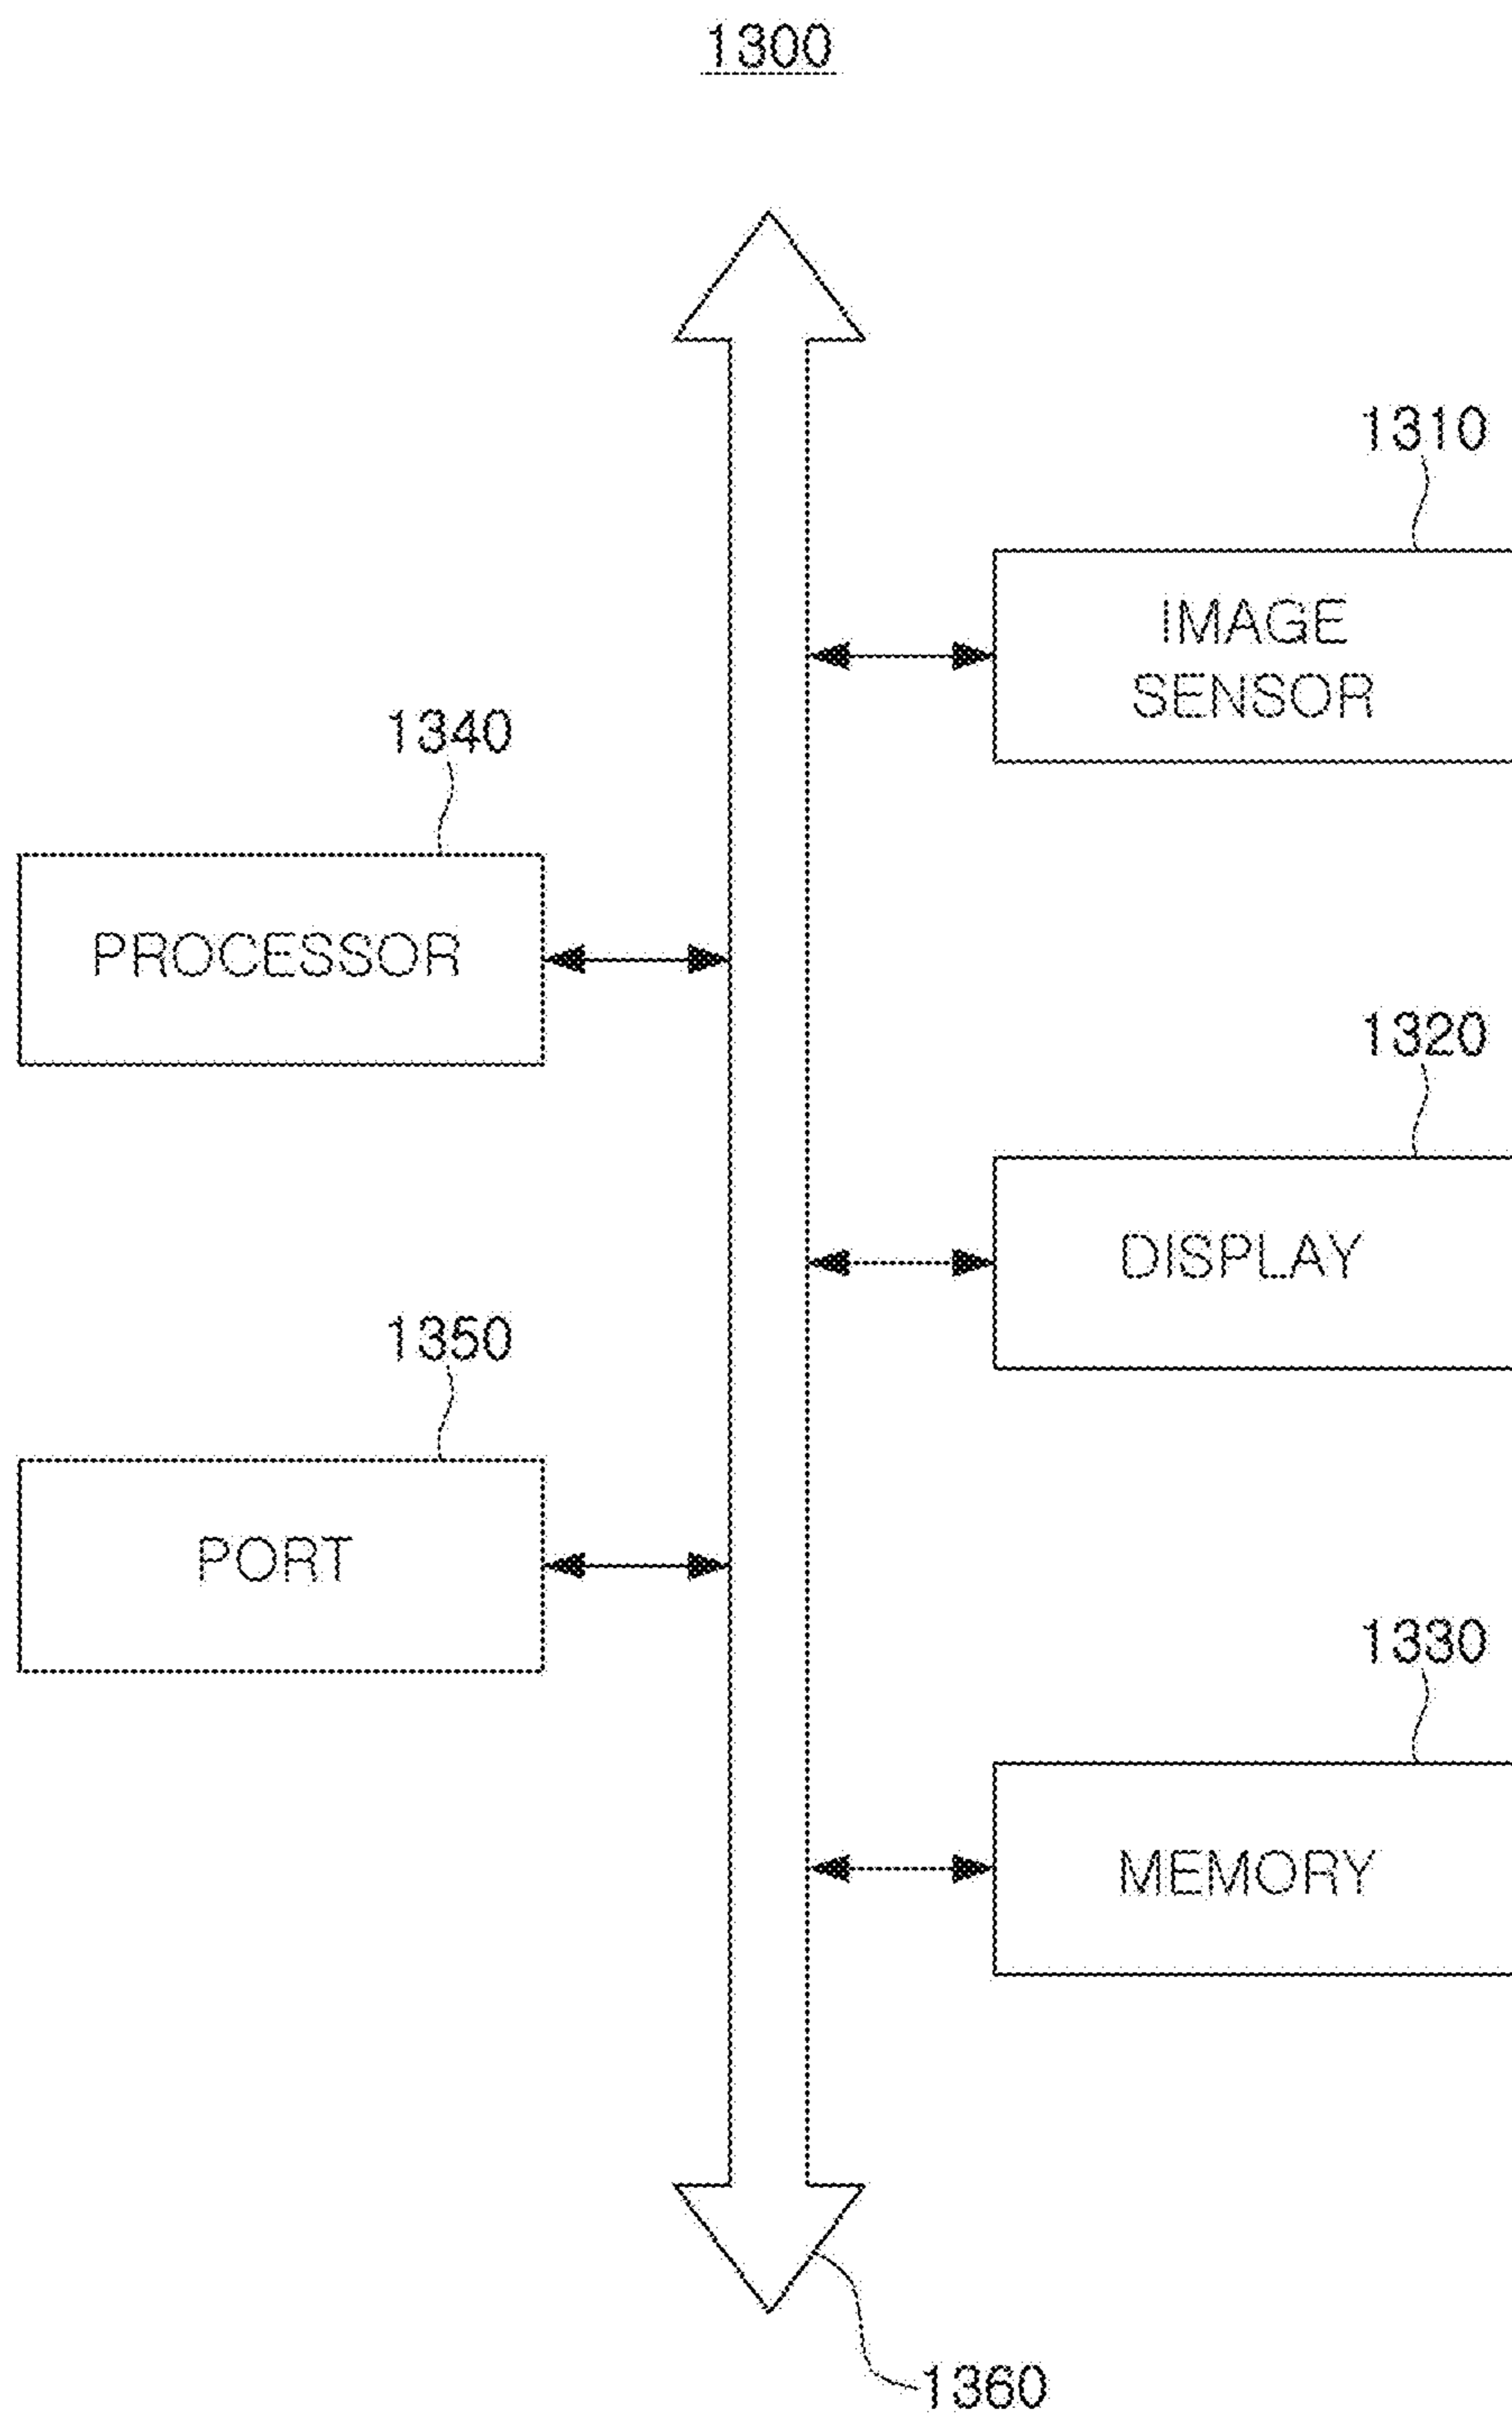 1300
1310
IMAGE
SENSOR
1340
PROCESSOR
1320
DISPLAY
1350
PORT
1330
MEMORY
1360